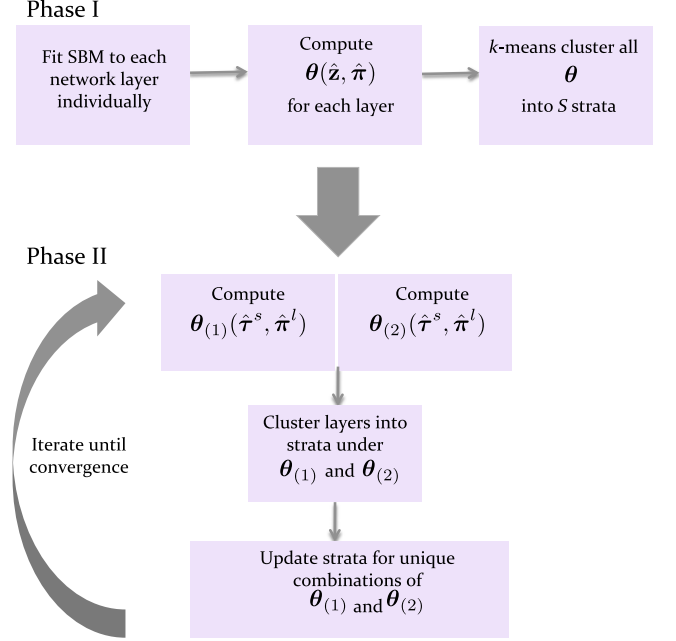 Phase I
Fit SBM to each
network layer
individually
Compute
θ(ẑ, π̂)
for each layer
k-means cluster all
θ
into S strata
Phase II
Compute
θ₍₁₎(τ̂ˢ, π̂ˡ)
Compute
θ₍₂₎(τ̂ˢ, π̂ˡ)
Cluster layers into
strata under
θ₍₁₎ and θ₍₂₎
Iterate until
convergence
Update strata for unique
combinations of
θ₍₁₎ and θ₍₂₎